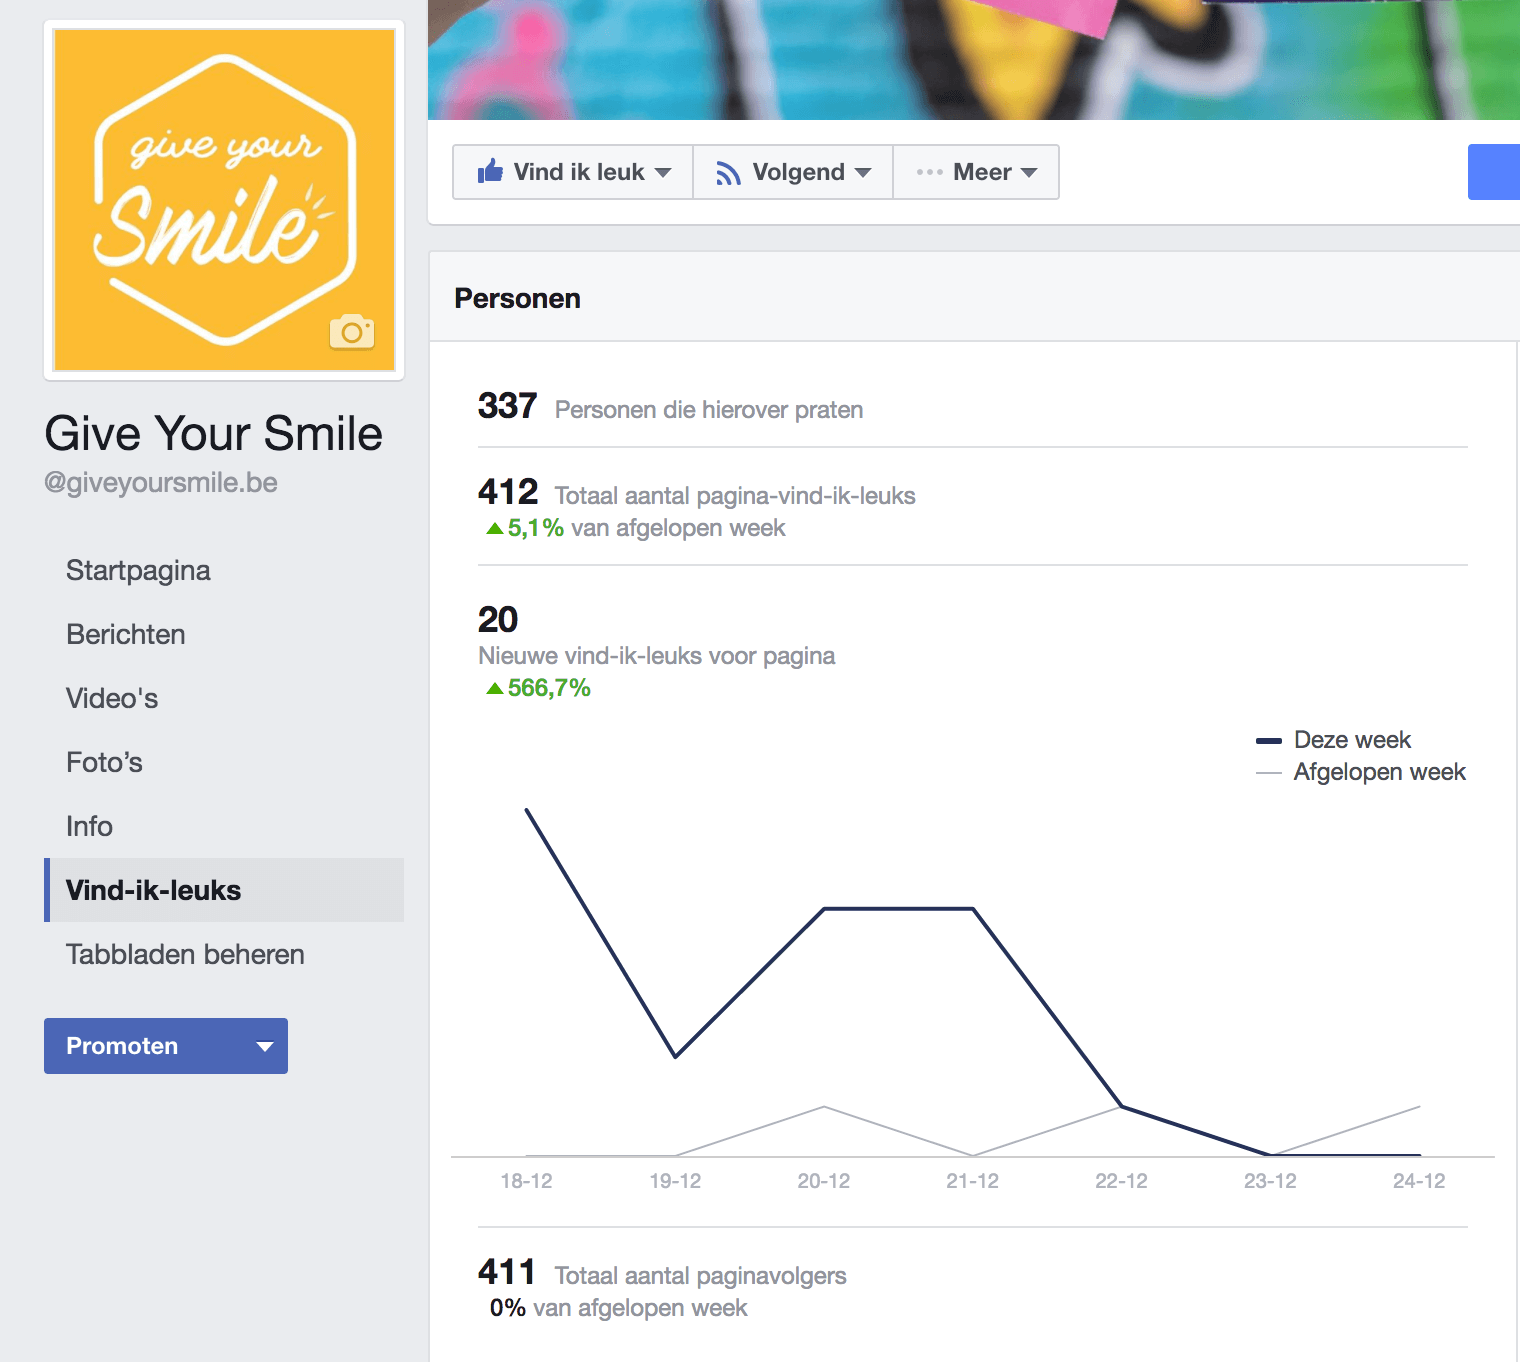 give your
Smile
Give Your Smile
@giveyoursmile.be
Startpagina
Berichten
Video's
Foto’s
Info
Vind-ik-leuks
Tabbladen beheren
Promoten
Vind ik leuk
Volgend
Meer
Personen
337 Personen die hierover praten
412 Totaal aantal pagina-vind-ik-leuks
5,1% van afgelopen week
20
Nieuwe vind-ik-leuks voor pagina
566,7%
Deze week
Afgelopen week
18-12 19-12 20-12 21-12 22-12 23-12 24-12
411 Totaal aantal paginavolgers
0% van afgelopen week